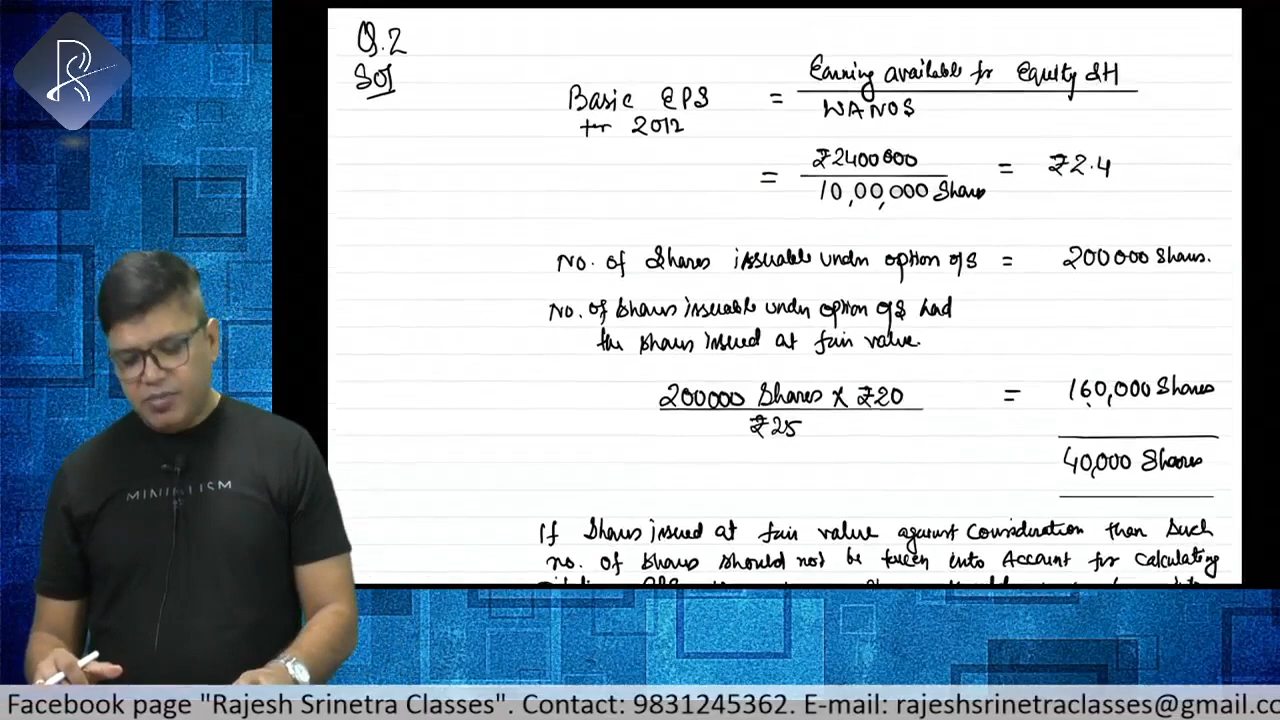 RS
Q.2
Sol
Basic EPS for 2012 = Earning available for Equity SH / WANOS
= ₹2400000 / 10,00,000 Shares = ₹2.4
No. of Shares issuable under option o/s = 200000 Shares.
No. of Shares issuable under option o/s had
the shares issued at fair value.
200000 Shares x ₹20 / ₹25 = 160,000 Shares
40,000 Shares
If Shares issued at fair value against Consideration then Such
no. of shares should not be taken into Account for calculating
MINIMALISM
Facebook page "Rajesh Srinetra Classes". Contact: 9831245362. E-mail: rajeshsrinetraclasses@gmail.co